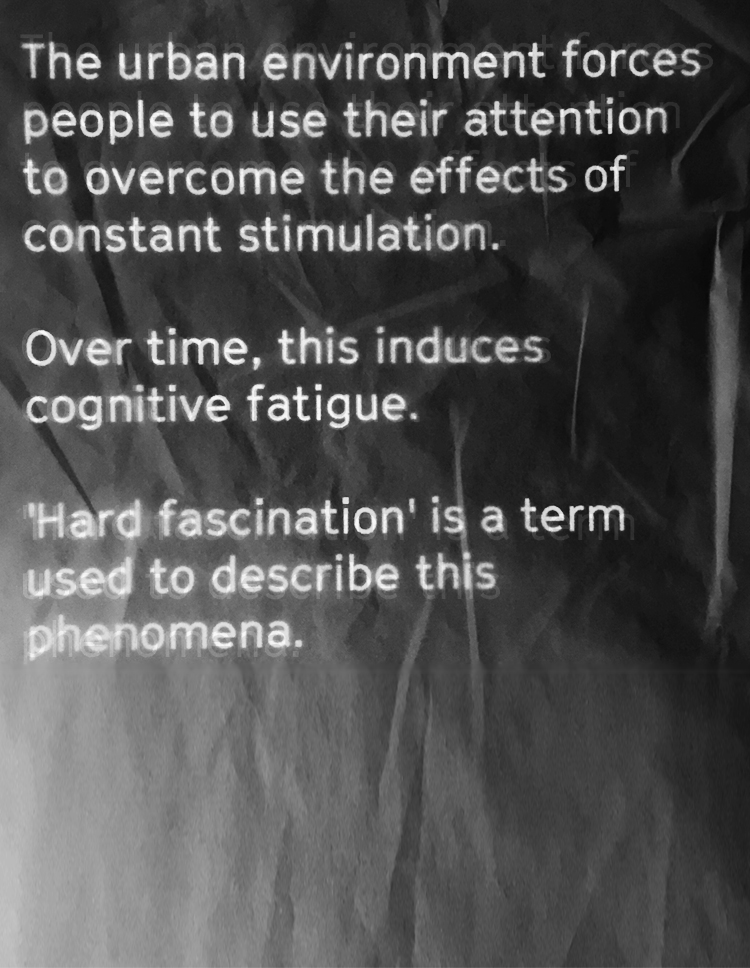 The urban environment forces
people to use their attention
to overcome the effects of
constant stimulation.
Over time, this induces
cognitive fatigue.
'Hard fascination' is a term
used to describe this
phenomena.